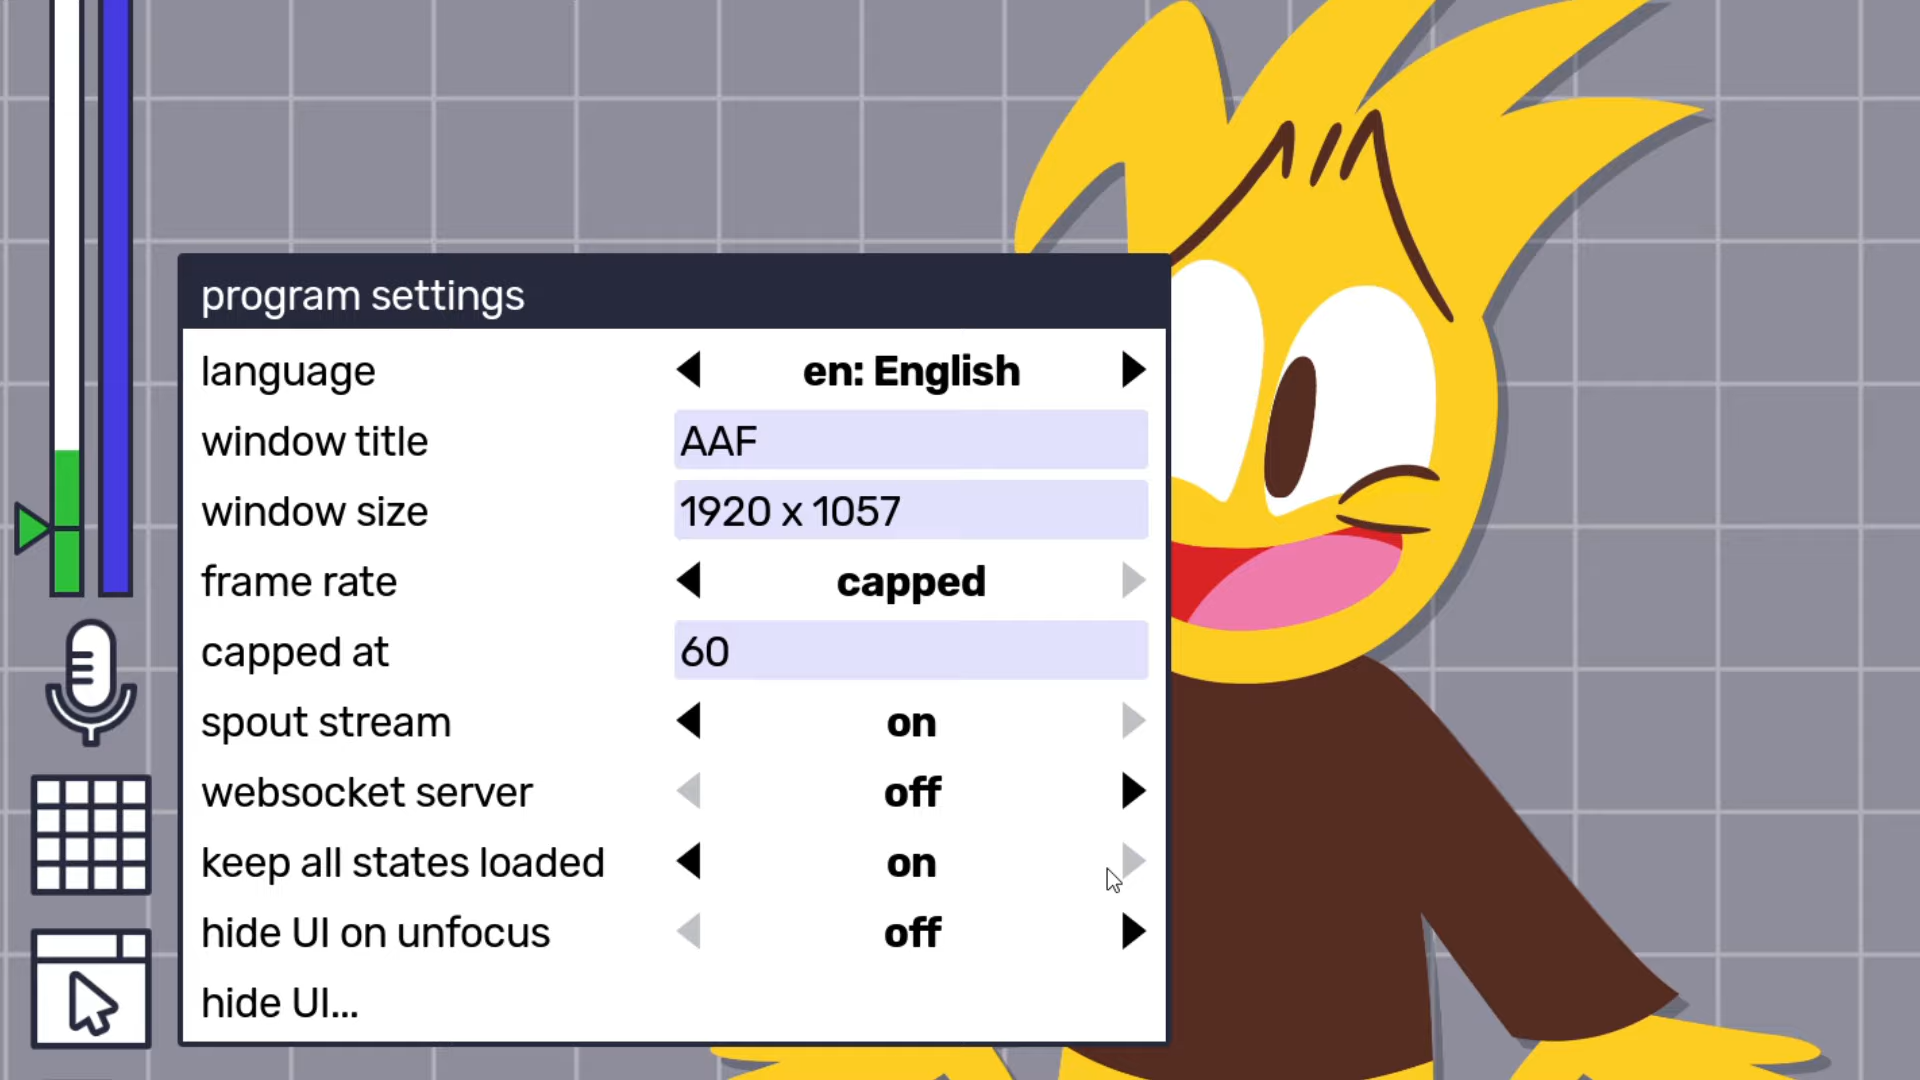 program settings
language en: English
window title AAF
window size 1920 x 1057
frame rate capped
capped at 60
spout stream on
websocket server off
keep all states loaded on
hide UI on unfocus off
hide UI...